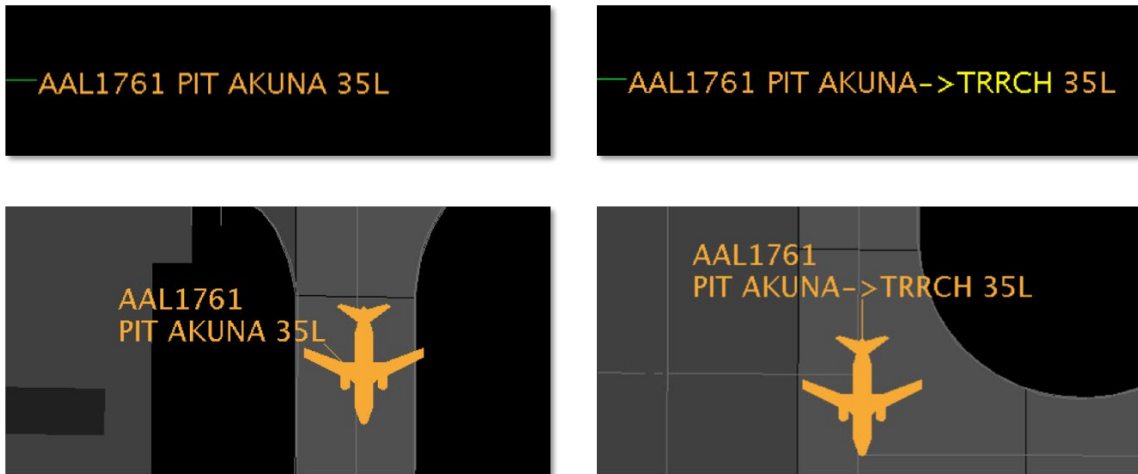 AAL1761 PIT AKUNA 35L
AAL1761 PIT AKUNA->TRRCH 35L
AAL1761
PIT AKUNA 35L
AAL1761
PIT AKUNA->TRRCH 35L